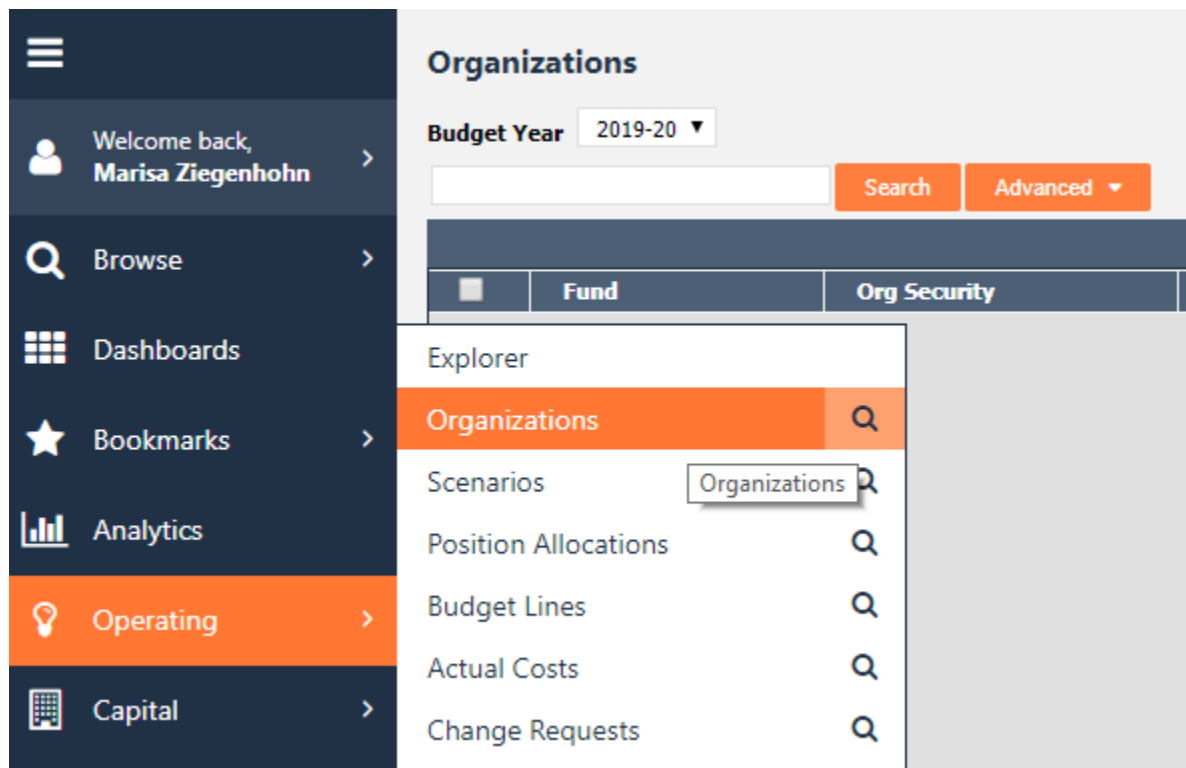 Welcome back,
Marisa Ziegenhohn
Browse
Dashboards
Bookmarks
Analytics
Operating
Capital
Organizations
Budget Year 2019-20
Search Advanced
Fund Org Security
Explorer
Organizations
Scenarios
Organizations
Position Allocations
Budget Lines
Actual Costs
Change Requests